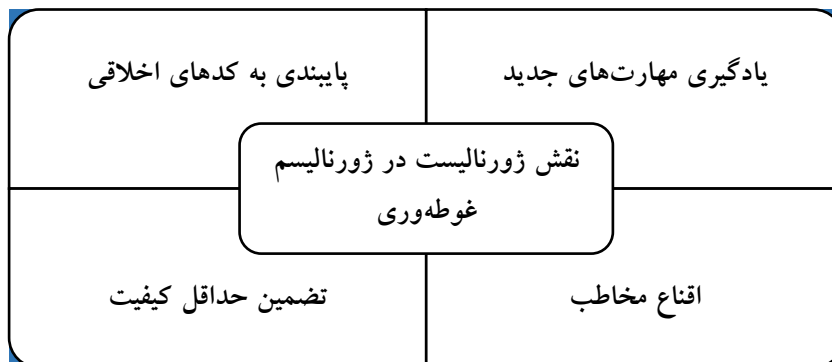 یادگیری مهارت‌های جدید
پایبندی به کدهای اخلاقی
نقش ژورنالیست در ژورنالیسم
غوطه‌وری
اقناع مخاطب
تضمین حداقل کیفیت